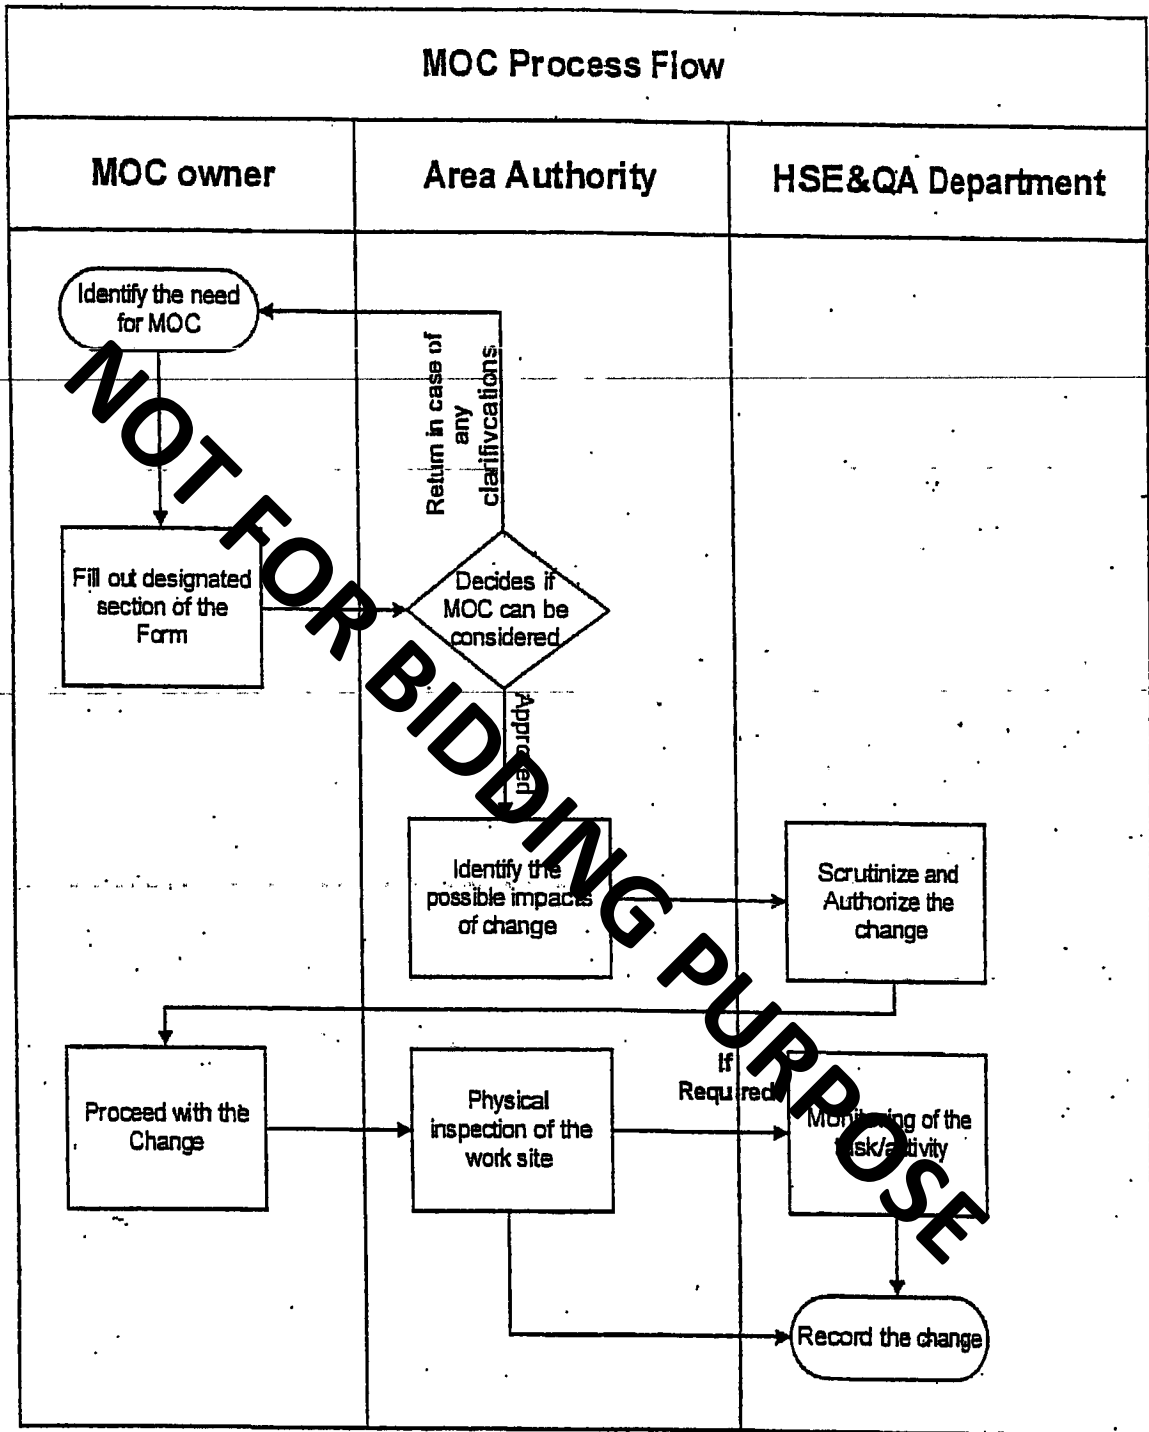 MOC Process Flow
MOC owner
Area Authority
HSE&QA Department
Identify the need
for MOC
Return in case of
any
clarifivcations
Fill out designated
section of the
Form
Decides if
MOC can be
considered
Approved
Identify the
possible impacts
of change
Scrutinize and
Authorize the
change
Proceed with the
Change
Physical
inspection of the
work site
If
Required
Monitoring of the
task/activity
Record the change
NOT FOR BIDDING PURPOSE